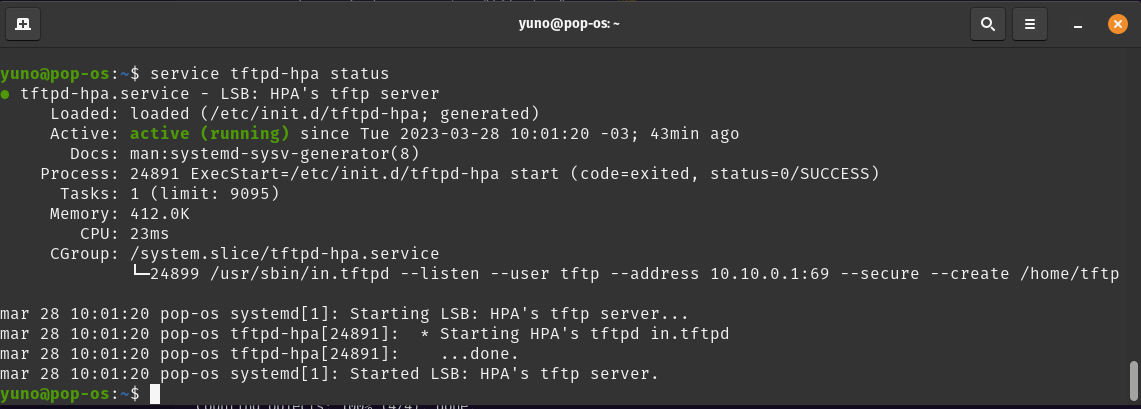 yuno@pop-os: ~
yuno@pop-os:~$ service tftpd-hpa status
● tftpd-hpa.service - LSB: HPA's tftp server
Loaded: loaded (/etc/init.d/tftpd-hpa; generated)
Active: active (running) since Tue 2023-03-28 10:01:20 -03; 43min ago
Docs: man:systemd-sysv-generator(8)
Process: 24891 ExecStart=/etc/init.d/tftpd-hpa start (code=exited, status=0/SUCCESS)
Tasks: 1 (limit: 9095)
Memory: 412.0K
CPU: 23ms
CGroup: /system.slice/tftpd-hpa.service
└─24899 /usr/sbin/in.tftpd --listen --user tftp --address 10.10.0.1:69 --secure --create /home/tftp
mar 28 10:01:20 pop-os systemd[1]: Starting LSB: HPA's tftp server...
mar 28 10:01:20 pop-os tftpd-hpa[24891]:  * Starting HPA's tftpd in.tftpd
mar 28 10:01:20 pop-os tftpd-hpa[24891]:    ...done.
mar 28 10:01:20 pop-os systemd[1]: Started LSB: HPA's tftp server.
yuno@pop-os:~$